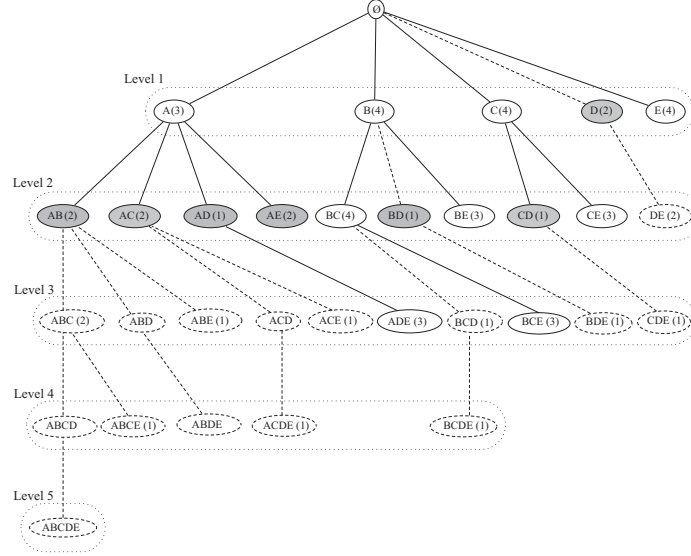 Ø
Level 1
A(3) B(4) C(4) D(2) E(4)
Level 2
AB(2) AC(2) AD(1) AE(2) BC(4) BD(1) BE(3) CD(1) CE(3) DE(2)
Level 3
ABC (2) ABD ABE (1) ACD ACE (1) ADE (3) BCD (1) BCE (3) BDE (1) CDE (1)
Level 4
ABCD ABCE (1) ABDE ACDE (1) BCDE (1)
Level 5
ABCDE